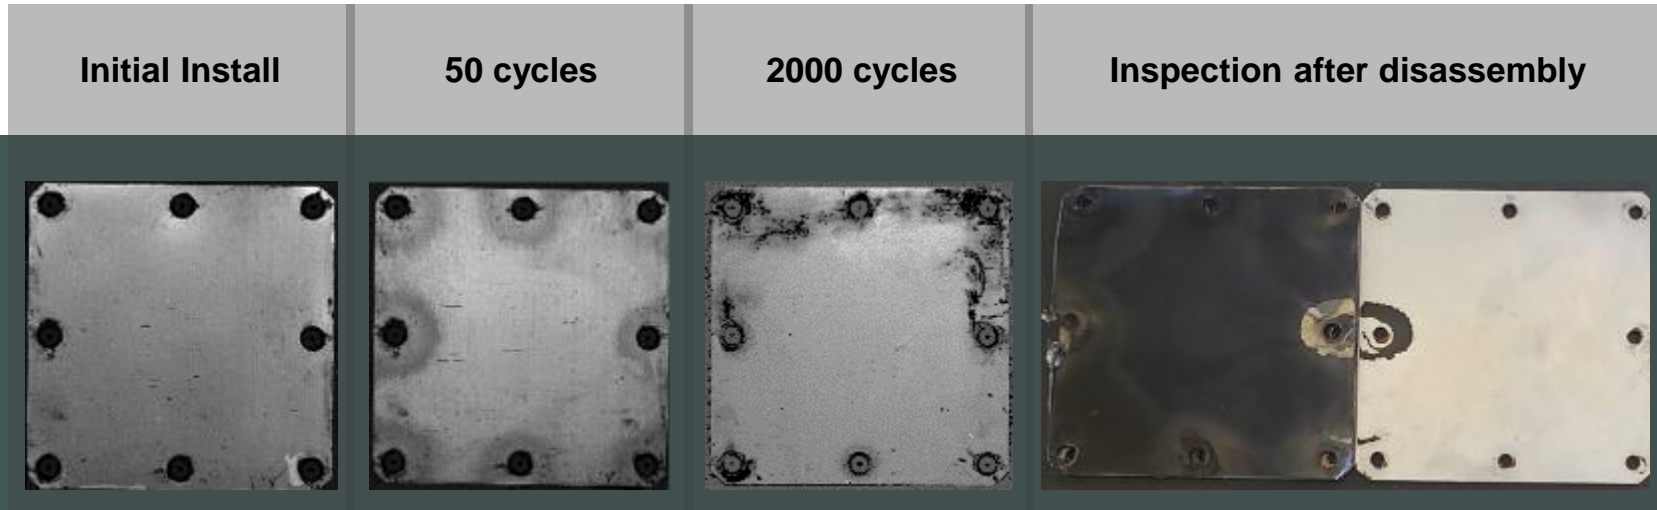 Initial Install
50 cycles
2000 cycles
Inspection after disassembly